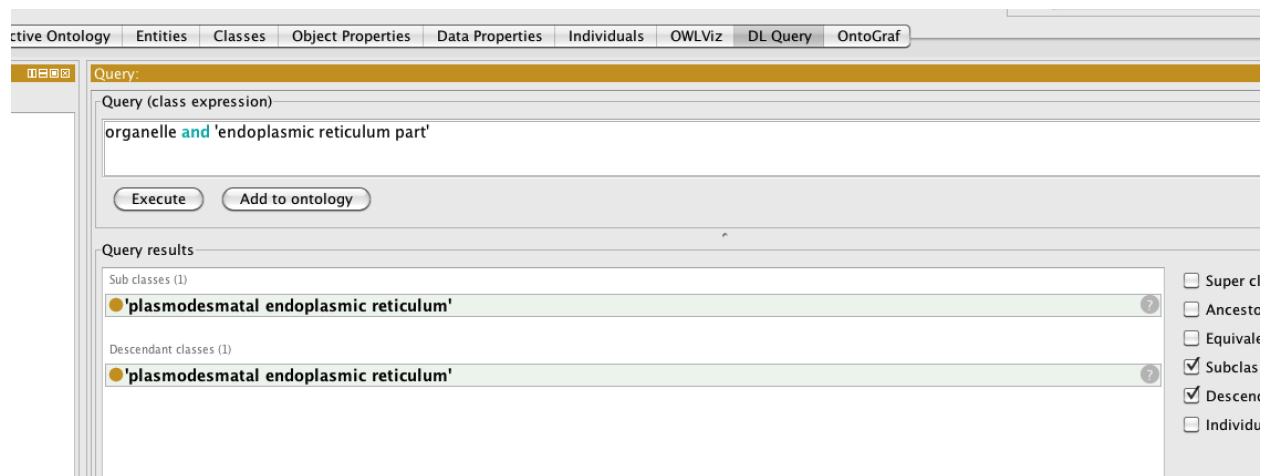 ctive Ontology Entities Classes Object Properties Data Properties Individuals OWLViz DL Query OntoGraf
Query:
Query (class expression)
organelle and 'endoplasmic reticulum part'
Execute Add to ontology
Query results
Sub classes (1)
'plasmodesmatal endoplasmic reticulum' ?
Descendant classes (1)
'plasmodesmatal endoplasmic reticulum' ?
Super cl
Ancesto
Equivale
Subclas
Descend
Individu